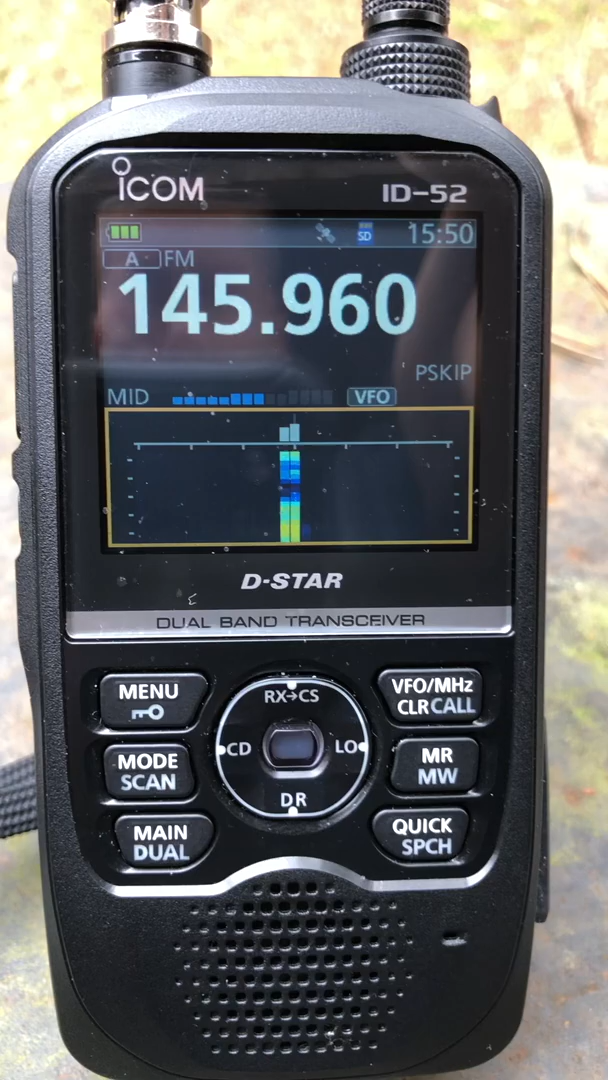 ICOM ID-52
SD 15:50
A FM
145.960
PSKIP
MID VFO
D-STAR
DUAL BAND TRANSCEIVER
MENU RX→CS VFO/MHz
CLR CALL
MODE CD LO MR
SCAN MW
MAIN DR QUICK
DUAL SPCH